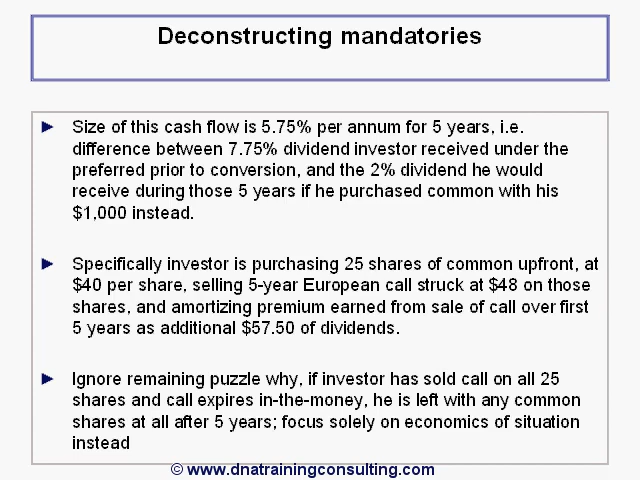 Deconstructing mandatories
► Size of this cash flow is 5.75% per annum for 5 years, i.e.
difference between 7.75% dividend investor received under the
preferred prior to conversion, and the 2% dividend he would
receive during those 5 years if he purchased common with his
$1,000 instead.
► Specifically investor is purchasing 25 shares of common upfront, at
$40 per share, selling 5-year European call struck at $48 on those
shares, and amortizing premium earned from sale of call over first
5 years as additional $57.50 of dividends.
► Ignore remaining puzzle why, if investor has sold call on all 25
shares and call expires in-the-money, he is left with any common
shares at all after 5 years; focus solely on economics of situation
instead
© www.dnatrainingconsulting.com